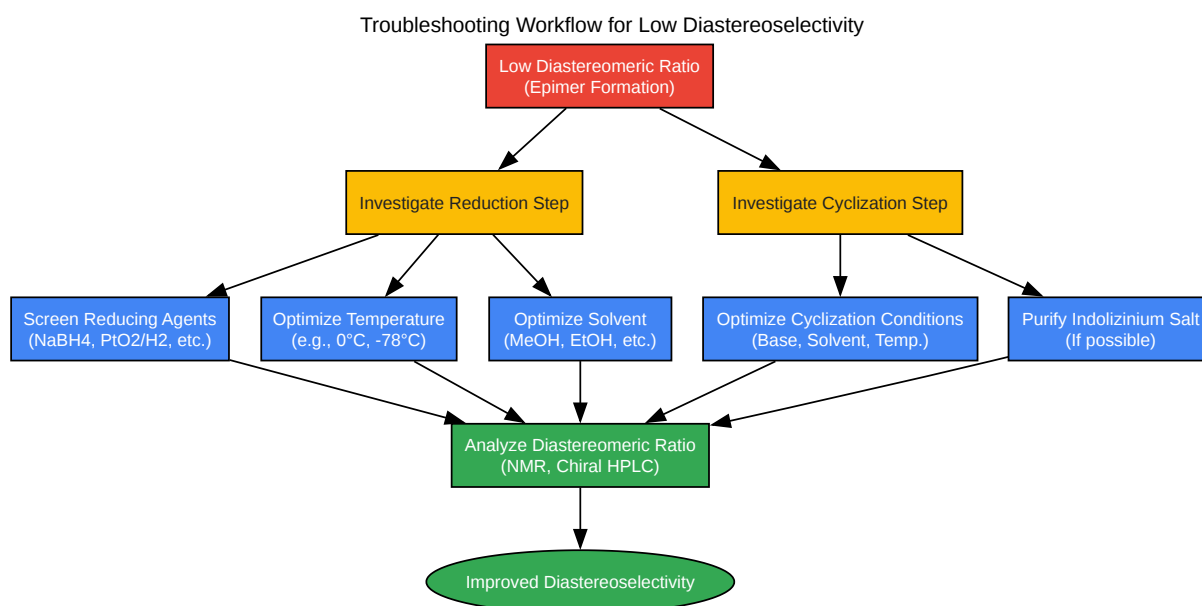 Troubleshooting Workflow for Low Diastereoselectivity
Low Diastereomeric Ratio
(Epimer Formation)
Investigate Reduction Step
Investigate Cyclization Step
Screen Reducing Agents
(NaBH4, PtO2/H2, etc.)
Optimize Temperature
(e.g., 0°C, -78°C)
Optimize Solvent
(MeOH, EtOH, etc.)
Optimize Cyclization Conditions
(Base, Solvent, Temp.)
Purify Indolizinium Salt
(If possible)
Analyze Diastereomeric Ratio
(NMR, Chiral HPLC)
Improved Diastereoselectivity